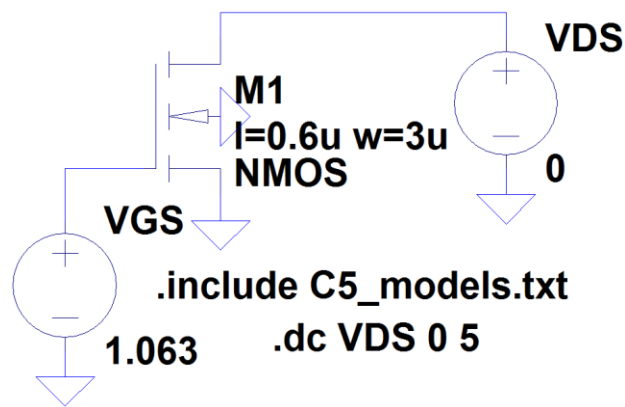 VDS
M1
l=0.6u w=3u
NMOS
0
VGS
.include C5_models.txt
1.063
.dc VDS 0 5